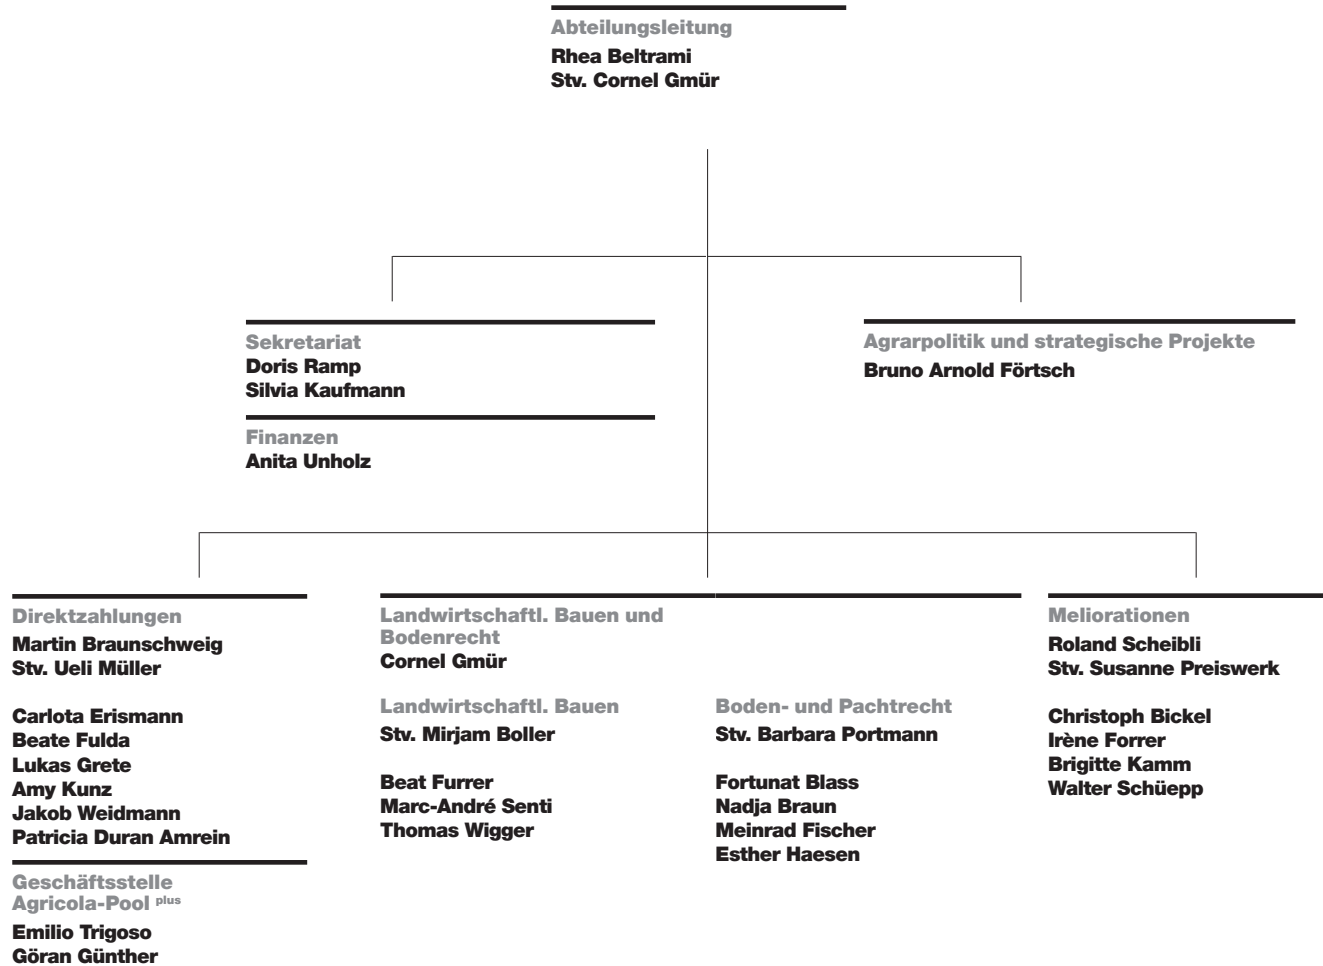 Abteilungsleitung
Rhea Beltrami
Stv. Cornel Gmür
Sekretariat
Doris Ramp
Silvia Kaufmann
Finanzen
Anita Unholz
Agrarpolitik und strategische Projekte
Bruno Arnold Förtsch
Direktzahlungen
Martin Braunschweig
Stv. Ueli Müller
Carlota Erismann
Beate Fulda
Lukas Grete
Amy Kunz
Jakob Weidmann
Patricia Duran Amrein
Geschäftsstelle
Agricola-Pool plus
Emilio Trigoso
Göran Günther
Landwirtschaftl. Bauen und
Bodenrecht
Cornel Gmür
Landwirtschaftl. Bauen
Stv. Mirjam Boller
Beat Furrer
Marc-André Senti
Thomas Wigger
Boden- und Pachtrecht
Stv. Barbara Portmann
Fortunat Blass
Nadja Braun
Meinrad Fischer
Esther Haesen
Meliorationen
Roland Scheibli
Stv. Susanne Preiswerk
Christoph Bickel
Irène Forrer
Brigitte Kamm
Walter Schüepp